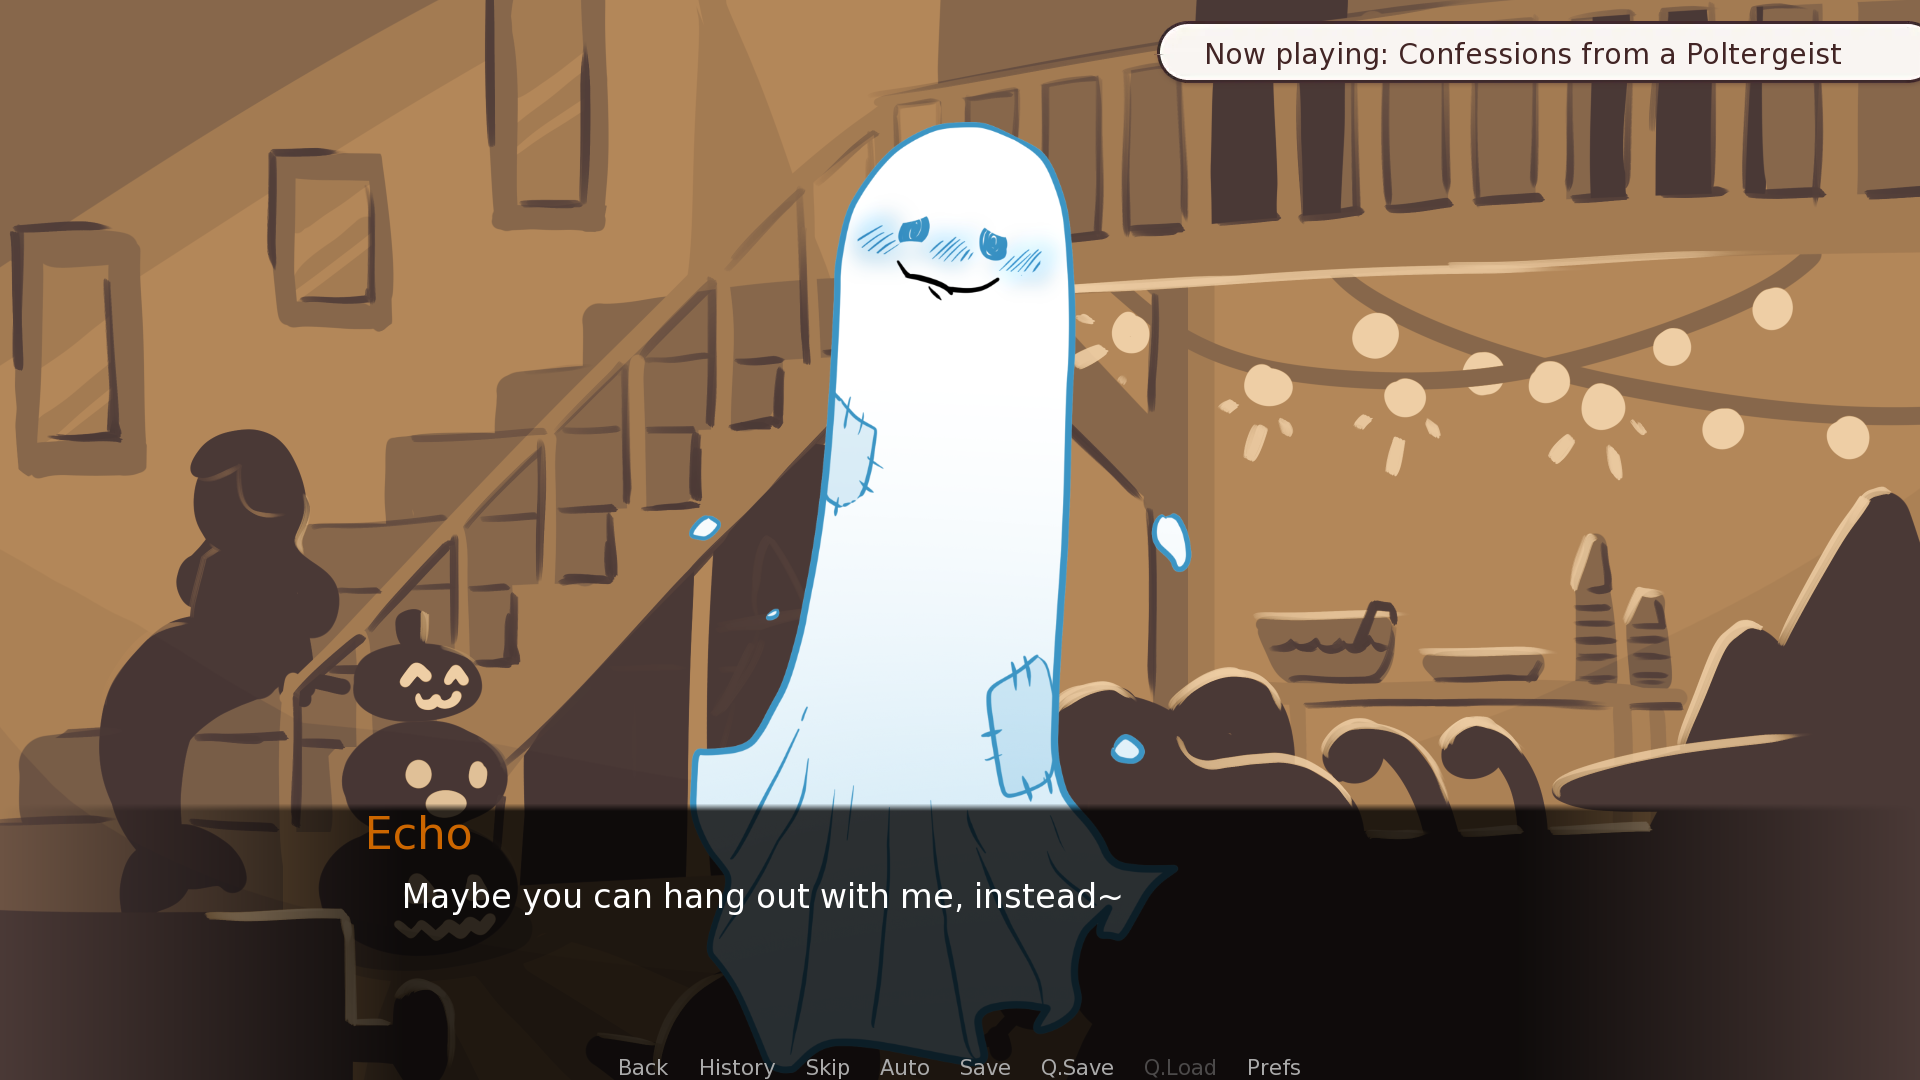 Now playing: Confessions from a Poltergeist
Echo
Maybe you can hang out with me, instead~
Back History Skip Auto Save Q.Save Q.Load Prefs